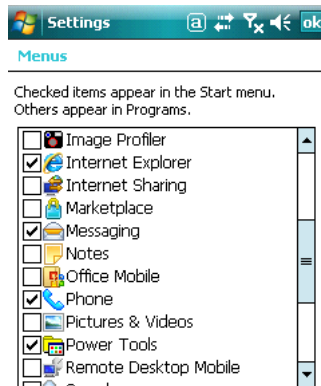 Settings
a
ok
Menus
Checked items appear in the Start menu.
Others appear in Programs.
Image Profiler
Internet Explorer
Internet Sharing
Marketplace
Messaging
Notes
Office Mobile
Phone
Pictures & Videos
Power Tools
Remote Desktop Mobile